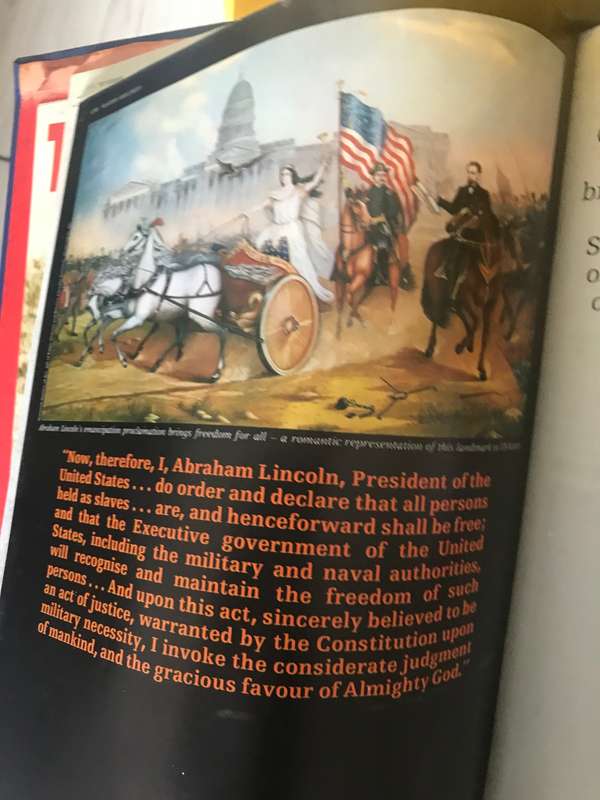 T
Abraham Lincoln's emancipation proclamation brings freedom for all – a romantic representation of this landmark in
"Now, therefore, I, Abraham Lincoln, President of the
United States . . . do order and declare that all persons
held as slaves . . . are, and henceforward shall be free;
and that the Executive government of the United
States, including the military and naval authorities,
will recognise and maintain the freedom of such
persons . . . And upon this act, sincerely believed to be
an act of justice, warranted by the Constitution upon
military necessity, I invoke the considerate judgment
of mankind, and the gracious favour of Almighty God."
b
S
o